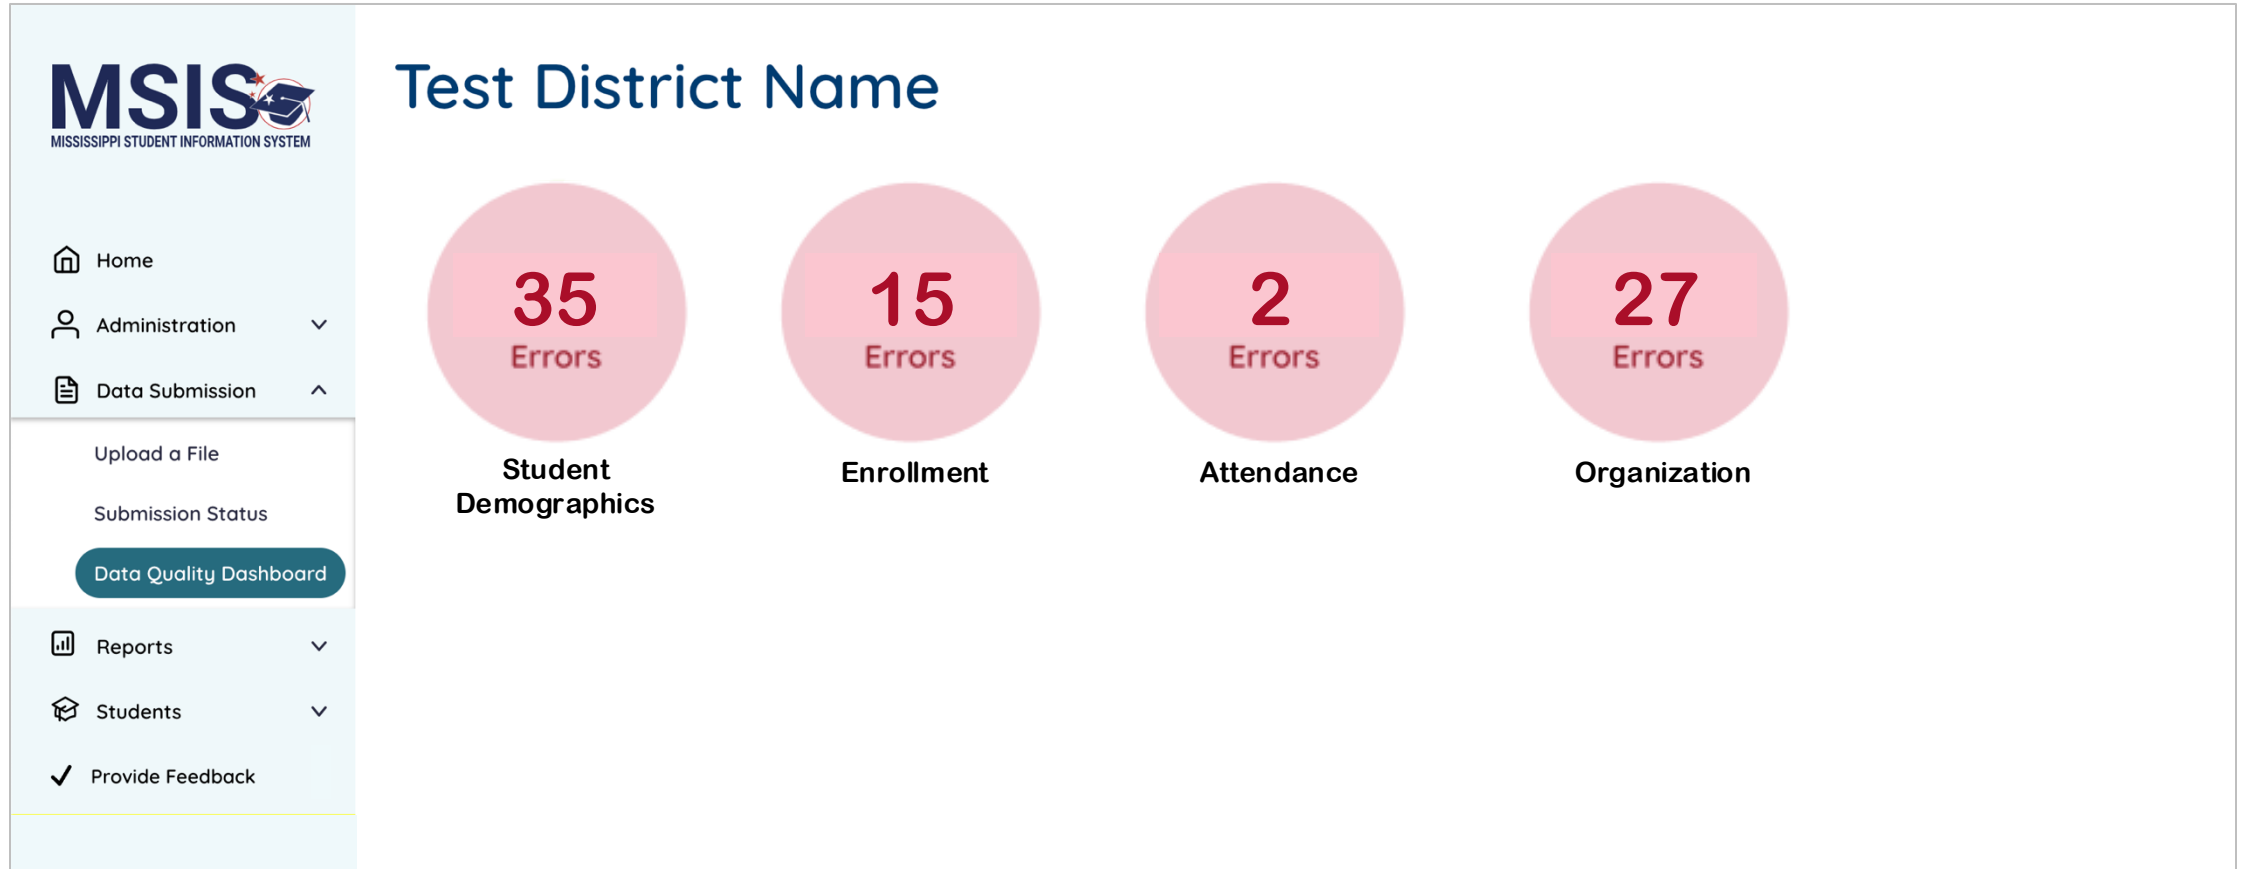 MSIS
MISSISSIPPI STUDENT INFORMATION SYSTEM
Home
Administration
Data Submission
Upload a File
Submission Status
Data Quality Dashboard
Reports
Students
Provide Feedback
Test District Name
35
Errors
Student
Demographics
15
Errors
Enrollment
2
Errors
Attendance
27
Errors
Organization